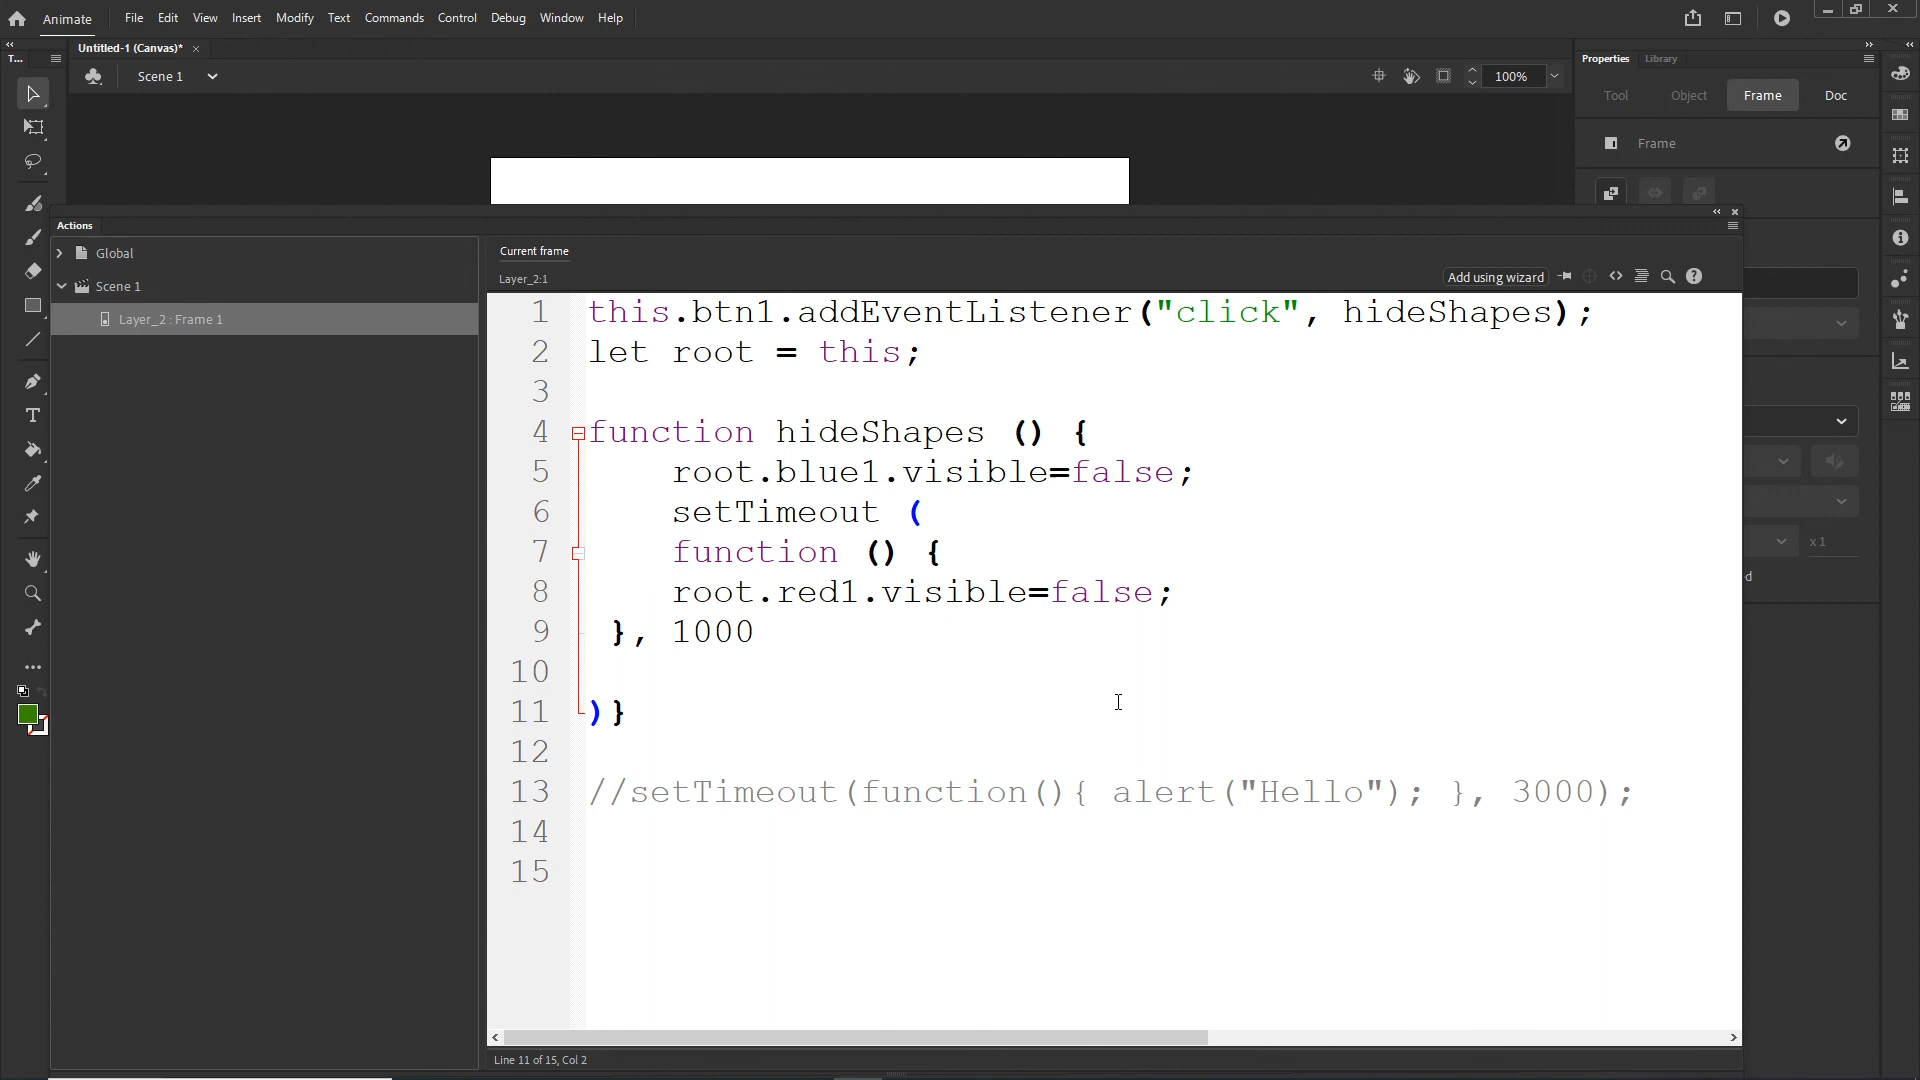 Animate File Edit View Insert Modify Text Commands Control Debug Window Help
Untitled-1 (Canvas)* ×
T...
Scene 1
100%
Properties Library
Tool Object Frame Doc
Frame
Actions
Global
Scene 1
Layer_2 : Frame 1
Current frame
Layer_2:1
Add using wizard
1 this.btn1.addEventListener("click", hideShapes);
2 let root = this;
3
4 function hideShapes () {
5 root.blue1.visible=false;
6 setTimeout (
7 function () {
8 root.red1.visible=false;
9 }, 1000
10
11 )}
12
13 //setTimeout(function(){ alert("Hello"); }, 3000);
14
15
x 1
d
Line 11 of 15, Col 2